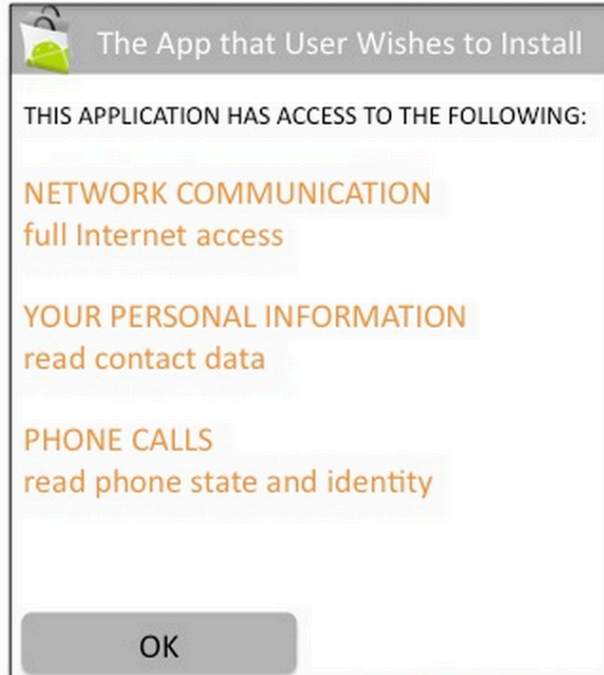 The App that User Wishes to Install
THIS APPLICATION HAS ACCESS TO THE FOLLOWING:
NETWORK COMMUNICATION
full Internet access
YOUR PERSONAL INFORMATION
read contact data
PHONE CALLS
read phone state and identity
OK